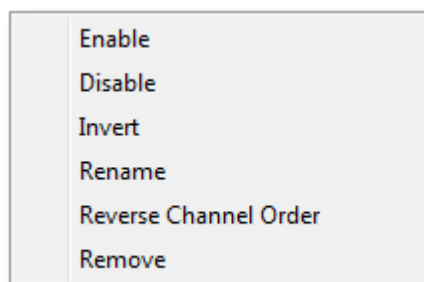 Enable
Disable
Invert
Rename
Reverse Channel Order
Remove